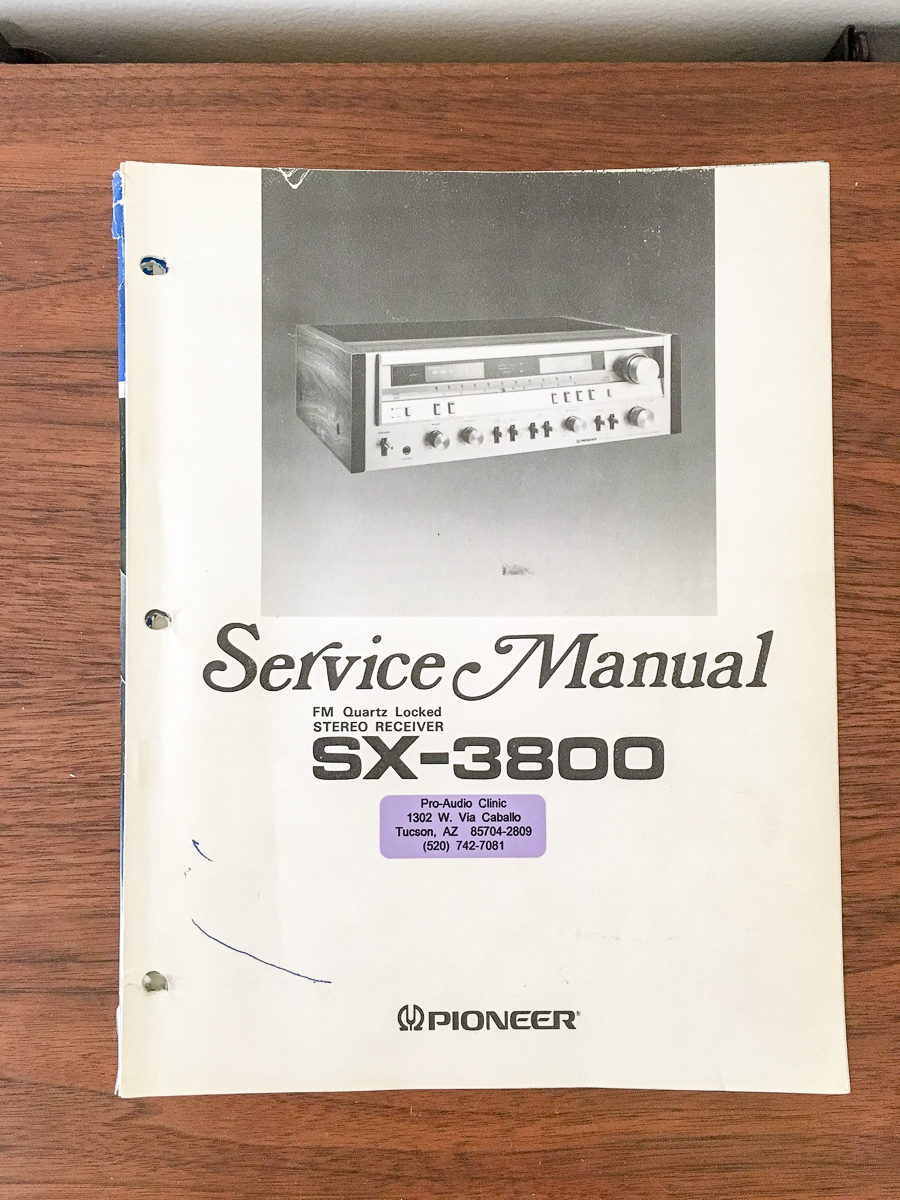 Service Manual
FM Quartz Locked
STEREO RECEIVER
SX-3800
Pro-Audio Clinic
1302 W. Via Caballo
Tucson, AZ 85704-2809
(520) 742-7081
PIONEER®